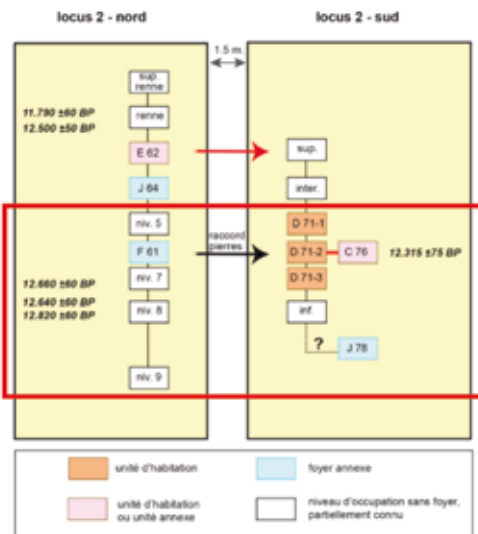 locus 2 - nord
locus 2 - sud
1.5 m.
sup.
renne
11.790 ±60 BP
12.500 ±50 BP
renne
E 62
J 64
niv. 5
F 61
niv. 7
niv. 8
niv. 9
12.660 ±60 BP
12.640 ±60 BP
12.820 ±60 BP
raccord
pierres
sup.
inter.
D 71-1
D 71-2
C 76
12.315 ±75 BP
D 71-3
inf.
?
J 78
unité d'habitation
foyer annexe
unité d'habitation
ou unité annexe
niveau d'occupation sans foyer,
partiellement connu